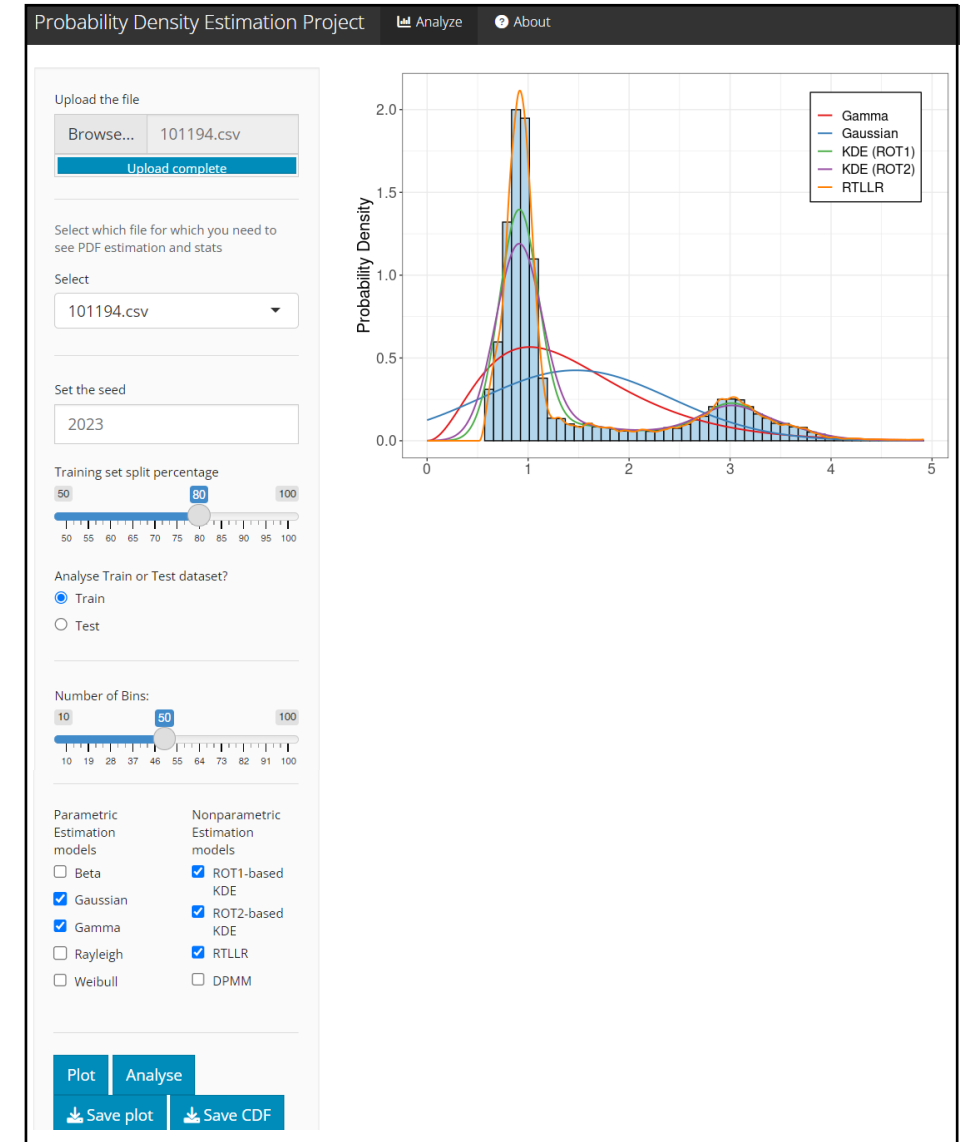 Probability Density Estimation Project
Analyze
About
Upload the file
Browse...
101194.csv
Upload complete
Select which file for which you need to
see PDF estimation and stats
Select
101194.csv
Set the seed
2023
Training set split percentage
50 80 100
50 55 60 65 70 75 80 85 90 95 100
Analyse Train or Test dataset?
Train
Test
Number of Bins:
10 50 100
10 19 28 37 46 55 64 73 82 91 100
Parametric
Estimation
models
Beta
Gaussian
Gamma
Rayleigh
Weibull
Nonparametric
Estimation
models
ROT1-based
KDE
ROT2-based
KDE
RTLLR
DPMM
Plot
Analyse
Save plot
Save CDF
Probability Density
2.0
1.5
1.0
0.5
0.0
0 1 2 3 4 5
Gamma
Gaussian
KDE (ROT1)
KDE (ROT2)
RTLLR